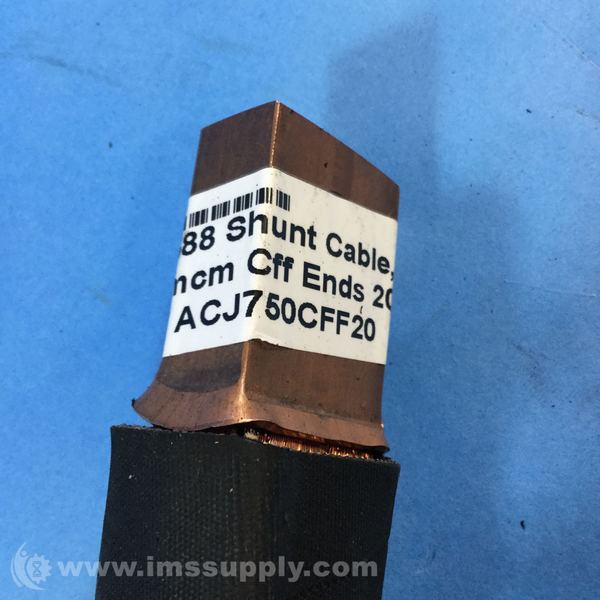 88 Shunt Cable,
mcm Cff Ends 20
ACJ750CFF20
www.imssupply.com